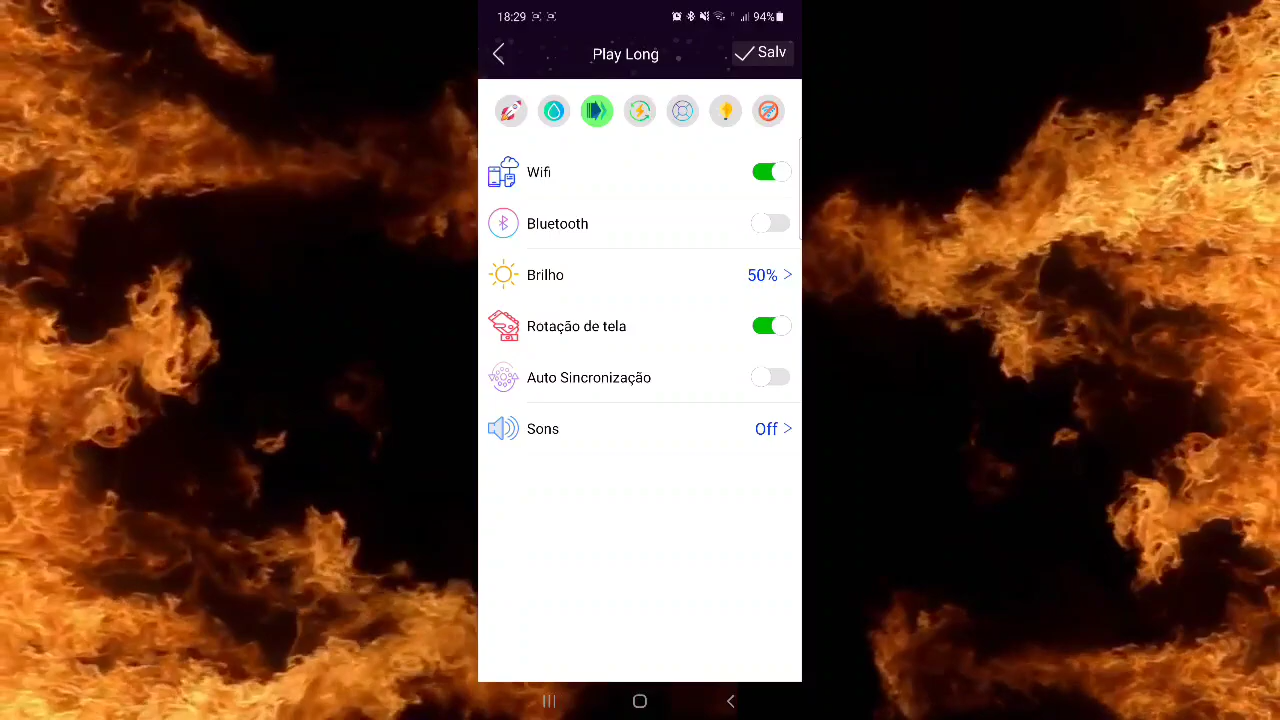 18:29
94%
Play Long
Salv
Wifi
Bluetooth
Brilho
50% >
Rotação de tela
Auto Sincronização
Sons
Off >